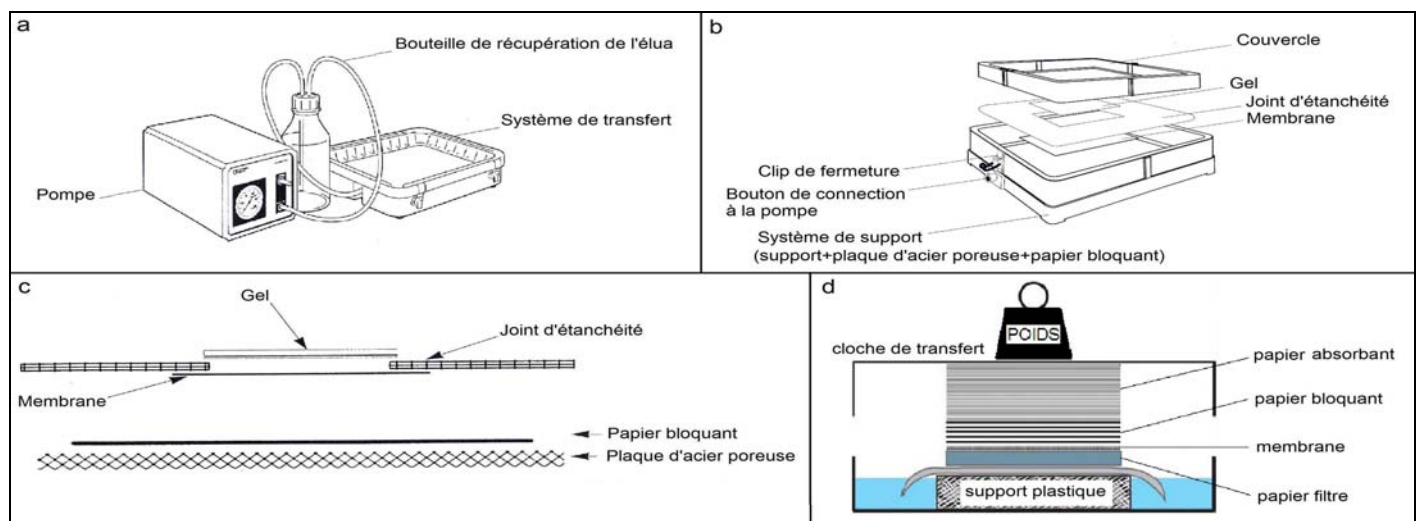 a
Bouteille de récupération de l'élua
Système de transfert
Pompe
b
Couvercle
Gel
Joint d'étanchéité
Membrane
Clip de fermeture
Bouton de connection
à la pompe
Système de support
(support+plaque d'acier poreuse+papier bloquant)
c
Gel
Joint d'étanchéité
Membrane
Papier bloquant
Plaque d'acier poreuse
d
POIDS
cloche de transfert
papier absorbant
papier bloquant
membrane
support plastique
papier filtre